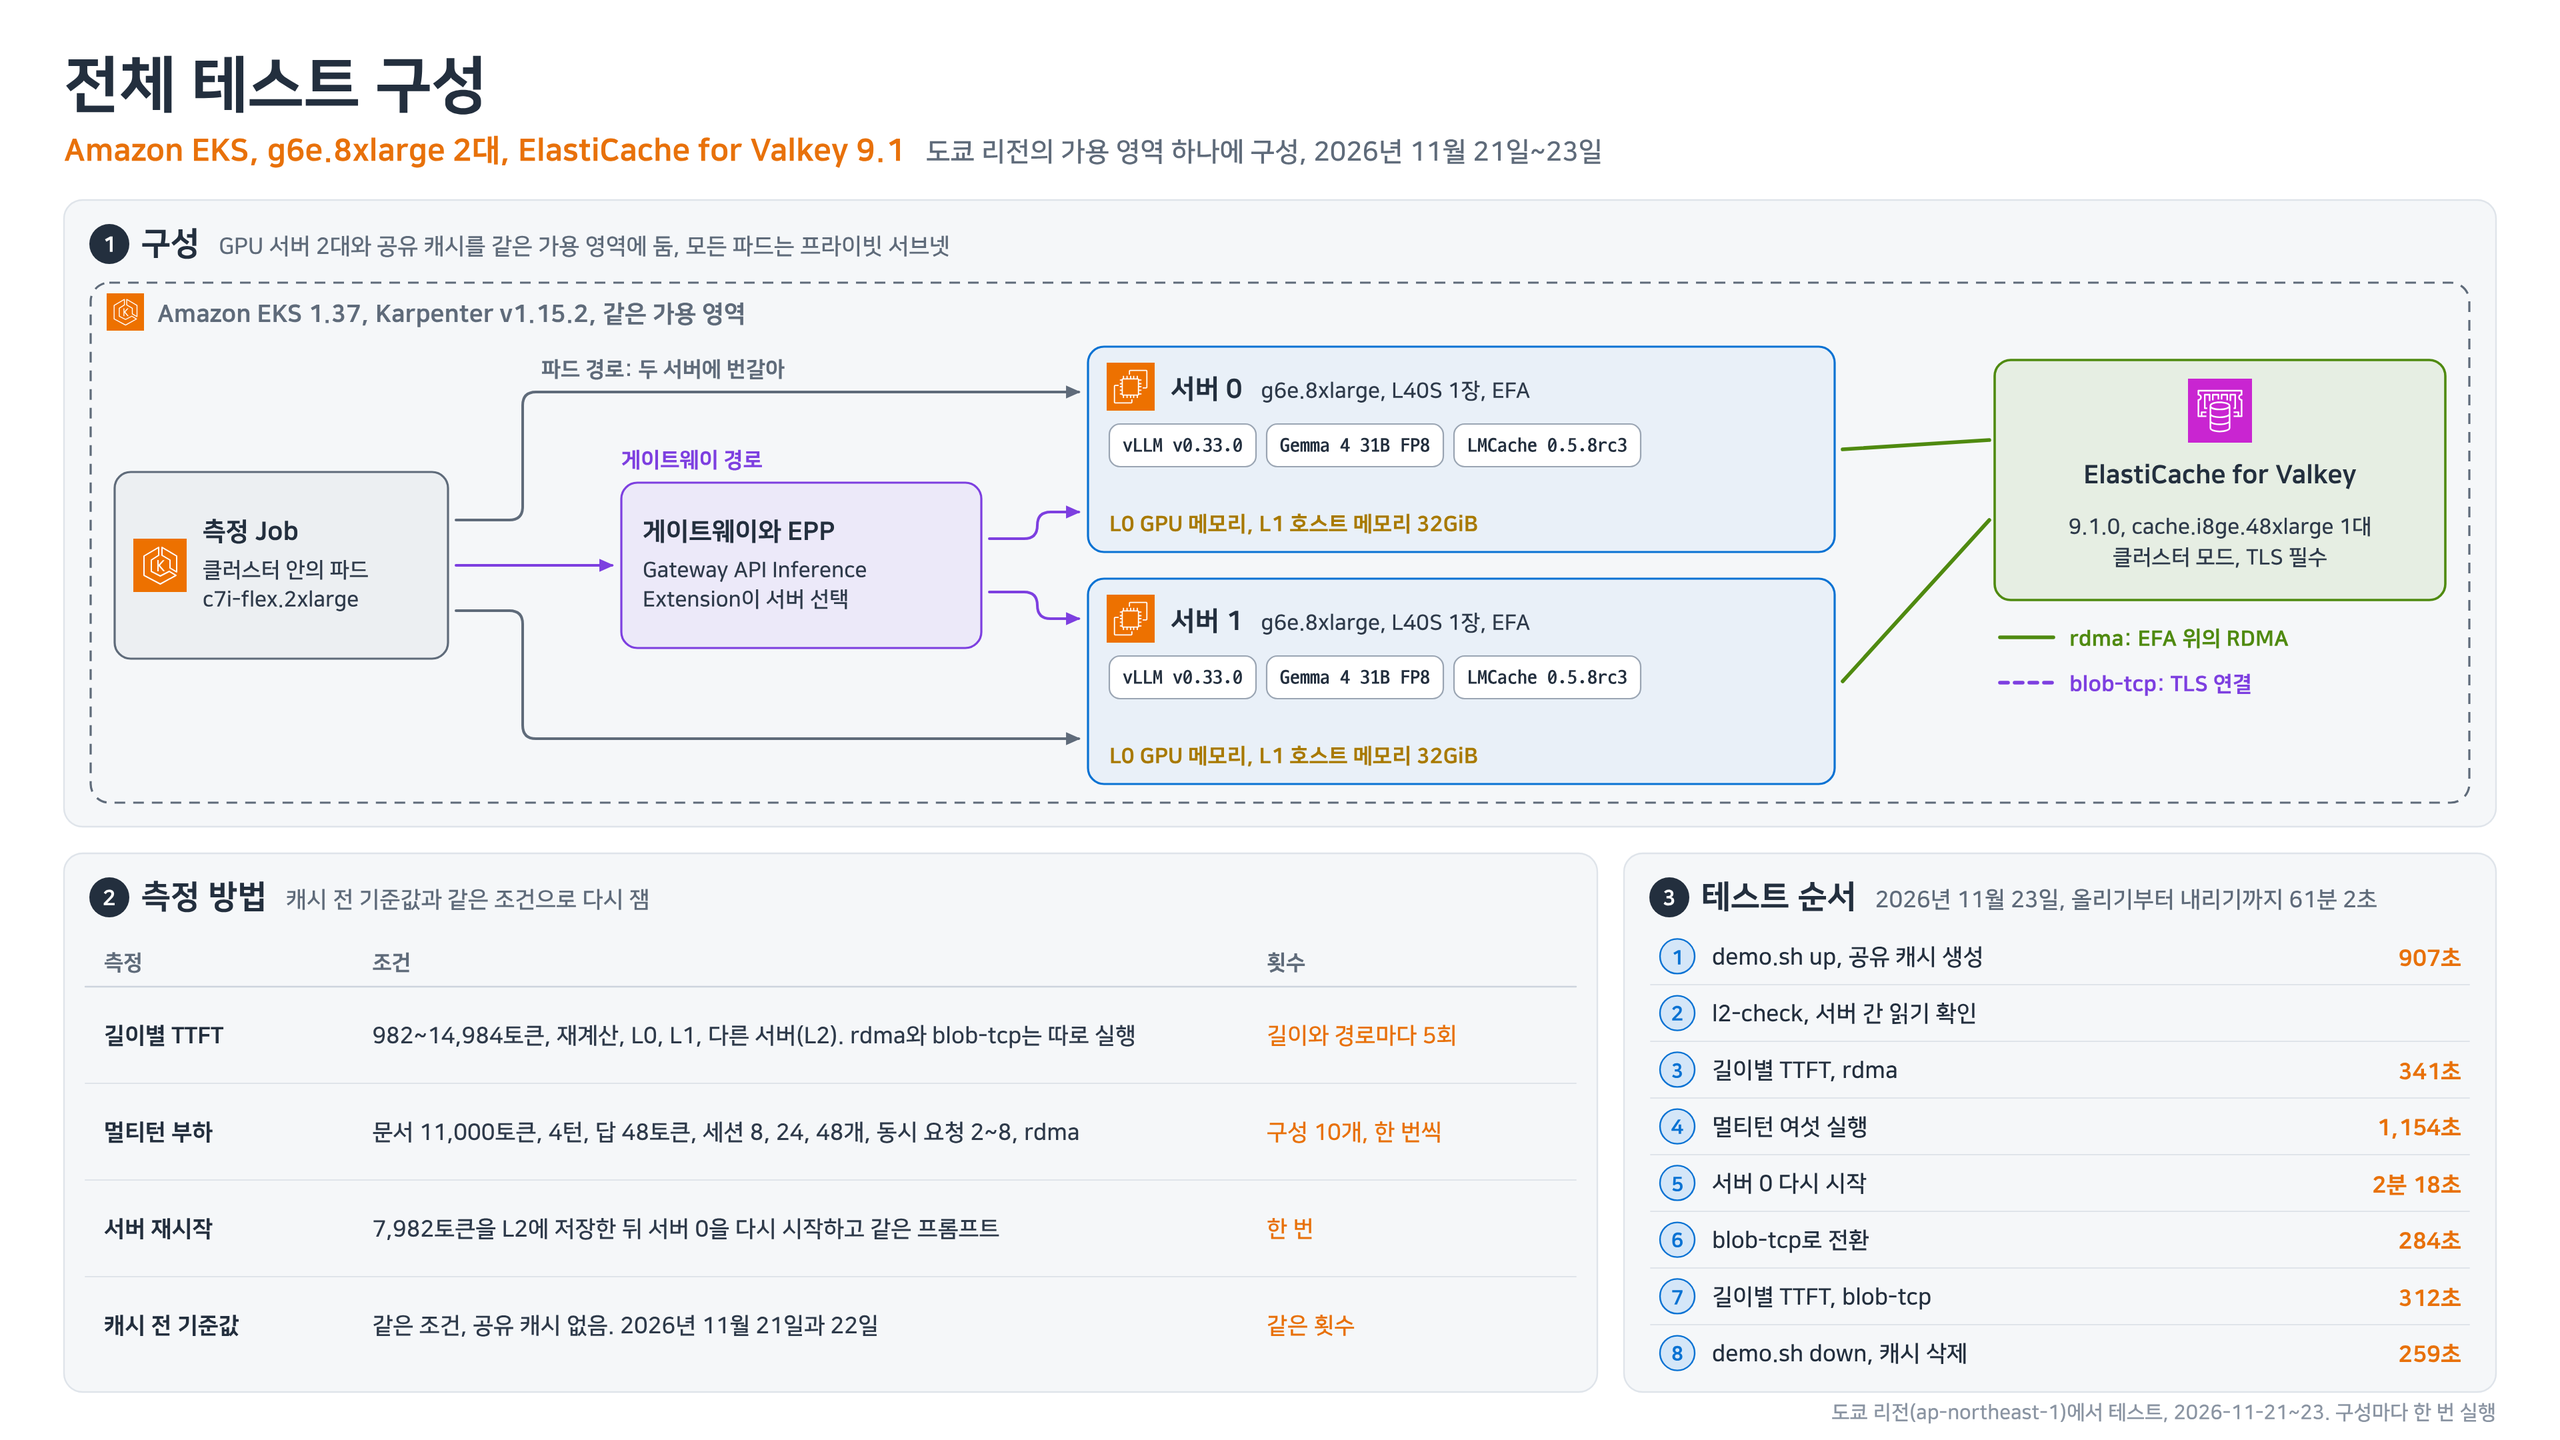 전체 테스트 구성
Amazon EKS, g6e.8xlarge 2대, ElastiCache for Valkey 9.1 도쿄 리전의 가용 영역 하나에 구성, 2026년 11월 21일~23일
1 구성 GPU 서버 2대와 공유 캐시를 같은 가용 영역에 둠, 모든 파드는 프라이빗 서브넷
Amazon EKS 1.37, Karpenter v1.15.2, 같은 가용 영역
파드 경로: 두 서버에 번갈아
측정 Job
클러스터 안의 파드
c7i-flex.2xlarge
게이트웨이 경로
게이트웨이와 EPP
Gateway API Inference
Extension이 서버 선택
서버 0 g6e.8xlarge, L40S 1장, EFA
vLLM v0.33.0 Gemma 4 31B FP8 LMCache 0.5.8rc3
L0 GPU 메모리, L1 호스트 메모리 32GiB
서버 1 g6e.8xlarge, L40S 1장, EFA
vLLM v0.33.0 Gemma 4 31B FP8 LMCache 0.5.8rc3
L0 GPU 메모리, L1 호스트 메모리 32GiB
ElastiCache for Valkey
9.1.0, cache.i8ge.48xlarge 1대
클러스터 모드, TLS 필수
rdma: EFA 위의 RDMA
blob-tcp: TLS 연결
2 측정 방법 캐시 전 기준값과 같은 조건으로 다시 잼
측정 조건 횟수
길이별 TTFT 982~14,984토큰, 재계산, L0, L1, 다른 서버(L2). rdma와 blob-tcp는 따로 실행 길이와 경로마다 5회
멀티턴 부하 문서 11,000토큰, 4턴, 답 48토큰, 세션 8, 24, 48개, 동시 요청 2~8, rdma 구성 10개, 한 번씩
서버 재시작 7,982토큰을 L2에 저장한 뒤 서버 0을 다시 시작하고 같은 프롬프트 한 번
캐시 전 기준값 같은 조건, 공유 캐시 없음. 2026년 11월 21일과 22일 같은 횟수
3 테스트 순서 2026년 11월 23일, 올리기부터 내리기까지 61분 2초
1 demo.sh up, 공유 캐시 생성 907초
2 l2-check, 서버 간 읽기 확인
3 길이별 TTFT, rdma 341초
4 멀티턴 여섯 실행 1,154초
5 서버 0 다시 시작 2분 18초
6 blob-tcp로 전환 284초
7 길이별 TTFT, blob-tcp 312초
8 demo.sh down, 캐시 삭제 259초
도쿄 리전(ap-northeast-1)에서 테스트, 2026-11-21~23. 구성마다 한 번 실행